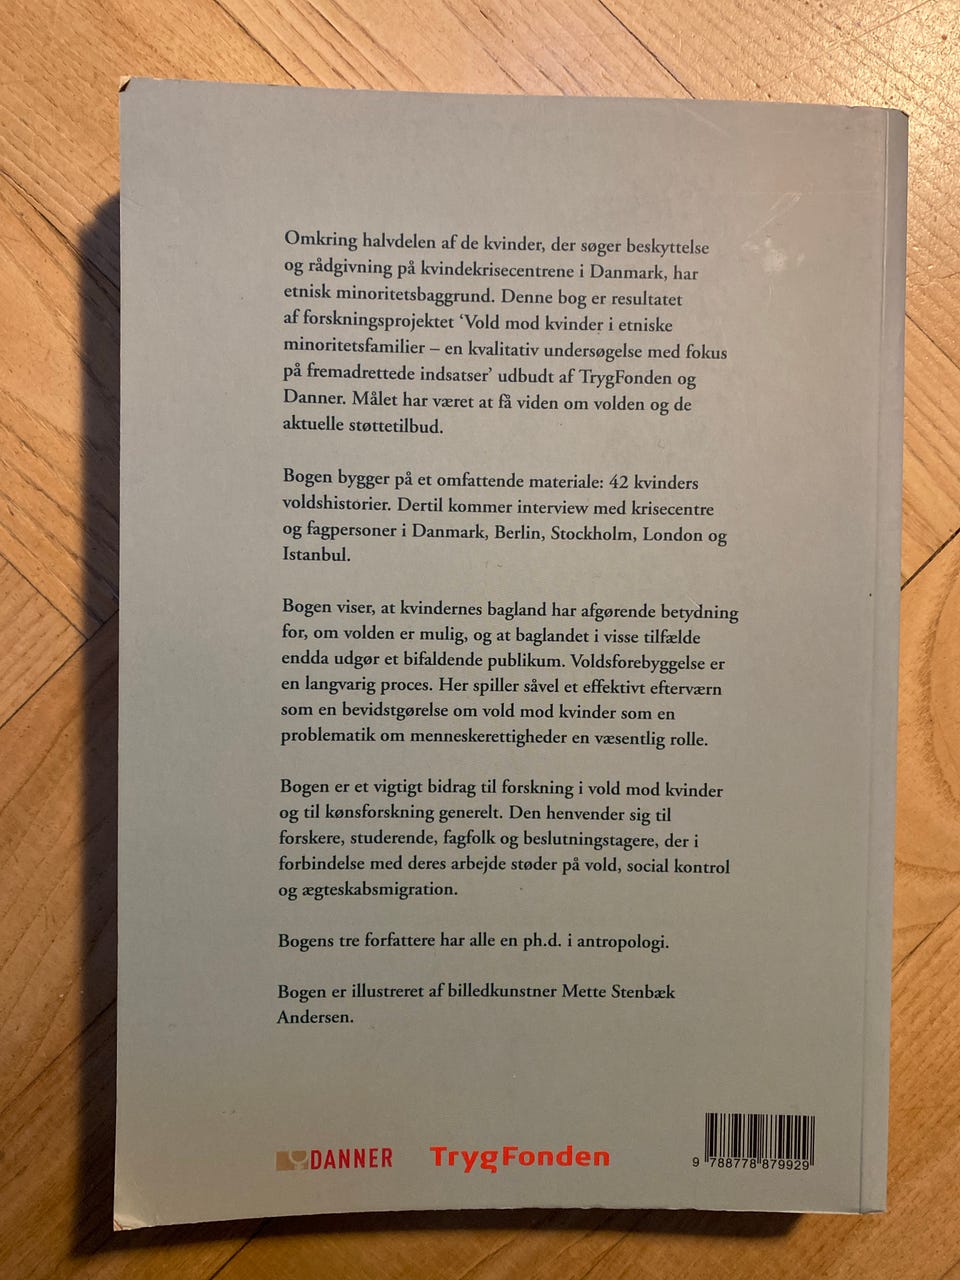 Omkring halvdelen af de kvinder, der søger beskyttelse
og rådgivning på kvindekrisecentrene i Danmark, har
etnisk minoritetsbaggrund. Denne bog er resultatet
af forskningsprojektet ‘Vold mod kvinder i etniske
minoritetsfamilier – en kvalitativ undersøgelse med fokus
på fremadrettede indsatser’ udbudt af TrygFonden og
Danner. Målet har været at få viden om volden og de
aktuelle støttetilbud.
Bogen bygger på et omfattende materiale: 42 kvinders
voldshistorier. Dertil kommer interview med krisecentre
og fagpersoner i Danmark, Berlin, Stockholm, London og
Istanbul.
Bogen viser, at kvindernes bagland har afgørende betydning
for, om volden er mulig, og at baglandet i visse tilfælde
endda udgør et bifaldende publikum. Voldsforebyggelse er
en langvarig proces. Her spiller såvel et effektivt efterværn
som en bevidstgørelse om vold mod kvinder som en
problematik om menneskerettigheder en væsentlig rolle.
Bogen er et vigtigt bidrag til forskning i vold mod kvinder
og til kønsforskning generelt. Den henvender sig til
forskere, studerende, fagfolk og beslutningstagere, der i
forbindelse med deres arbejde støder på vold, social kontrol
og ægteskabsmigration.
Bogens tre forfattere har alle en ph.d. i antropologi.
Bogen er illustreret af billedkunstner Mette Stenbæk
Andersen.
DANNER TrygFonden
9 788778 879929